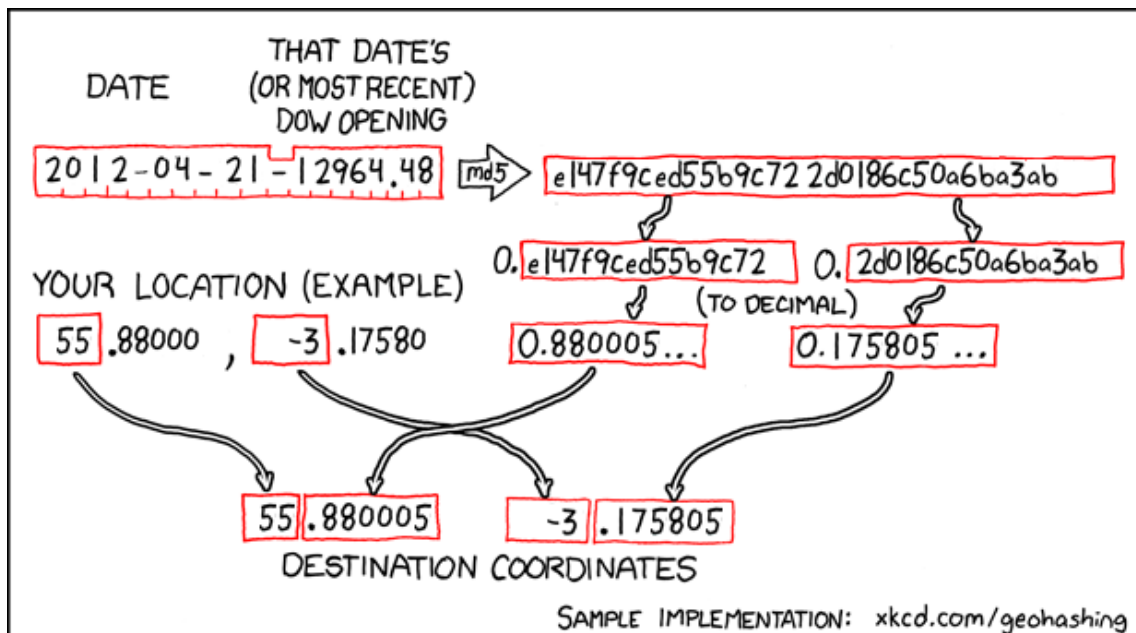 DATE
THAT DATE'S
(OR MOST RECENT)
DOW OPENING
2012-04-21-12964.48
md5
e147f9ced55b9c722d0186c50a6ba3ab
0.e147f9ced55b9c72
0.2d0186c50a6ba3ab
YOUR LOCATION (EXAMPLE)
(TO DECIMAL)
55.88000, -3.17580
0.880005...
0.175805...
55.880005
-3.175805
DESTINATION COORDINATES
SAMPLE IMPLEMENTATION: xkcd.com/geohashing